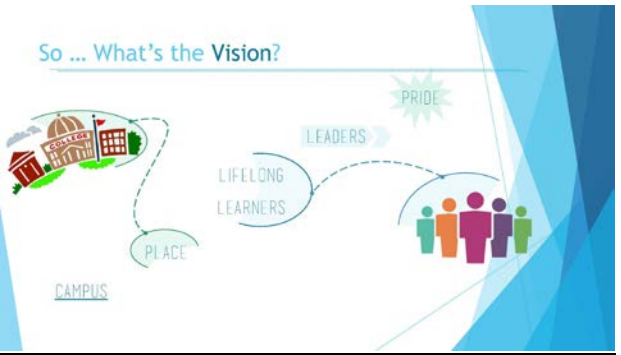 So ... What's the Vision?
PRIDE
LEADERS
COLLEGE
LIFELONG
LEARNERS
PLACE
CAMPUS